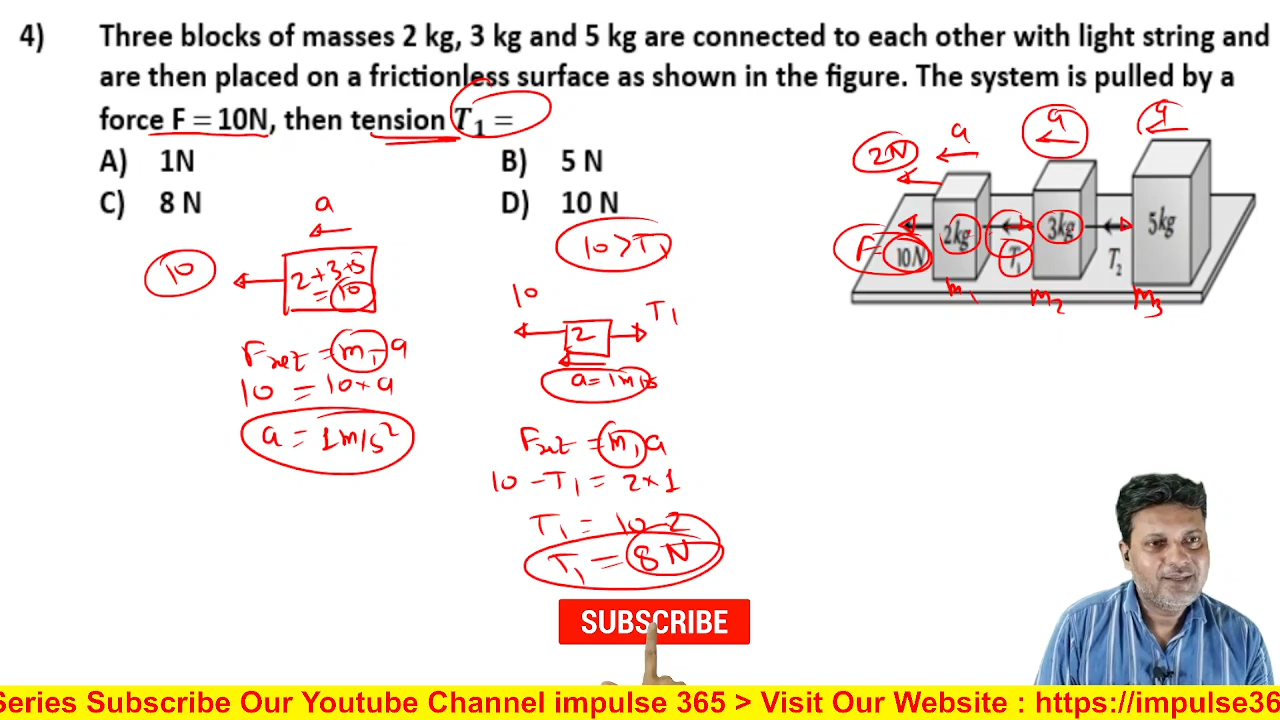 4) Three blocks of masses 2 kg, 3 kg and 5 kg are connected to each other with light string and
are then placed on a frictionless surface as shown in the figure. The system is pulled by a
force F = 10N, then tension T₁ =
A) 1N B) 5 N
C) 8 N D) 10 N
a
10
2+3+5
= 10
Fnet = m₁ a
10 = 10×a
a = 1m/s²
10 > T₁
10 T₁
2
a = 1m/s
Fnet = m₁ a
10 - T₁ = 2×1
T₁ = 10-2
T₁ = 8 N
a a a
2N
2kg 3kg 5kg
F= 10N T₁ T₂
m₁ m₂ m₃
SUBSCRIBE
Series Subscribe Our Youtube Channel impulse 365 > Visit Our Website : https://impulse36